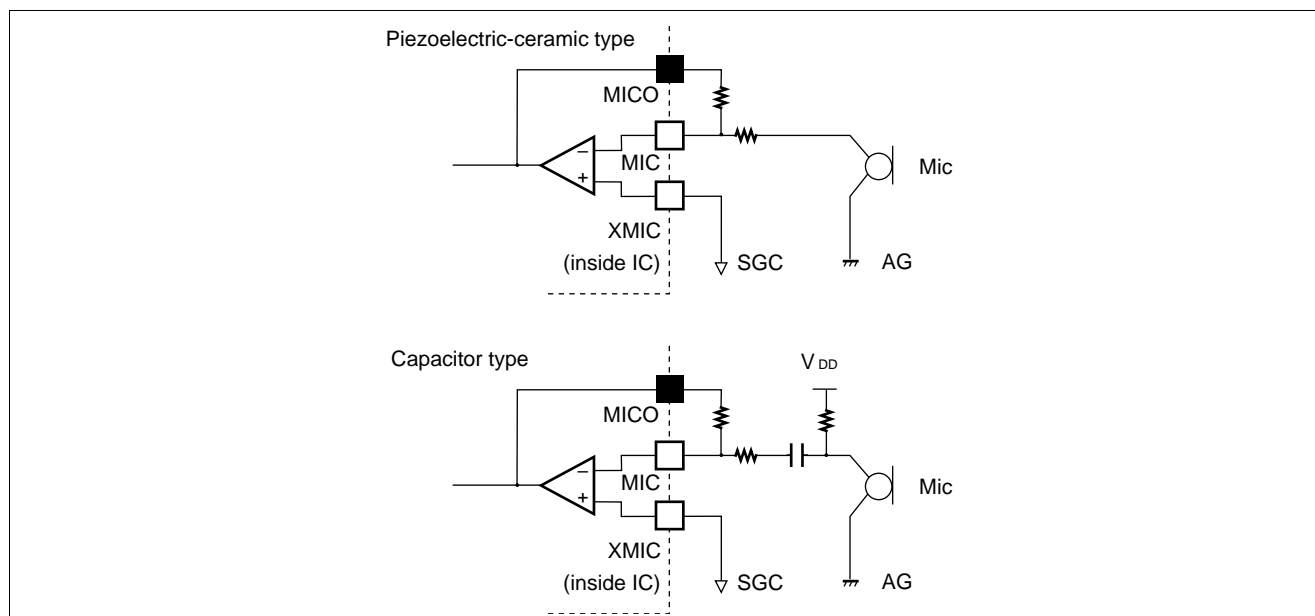 Piezoelectric-ceramic type
MICO
−
MIC
+
Mic
XMIC
(inside IC)
SGC
AG
Capacitor type
VDD
MICO
−
MIC
+
Mic
XMIC
(inside IC)
SGC
AG